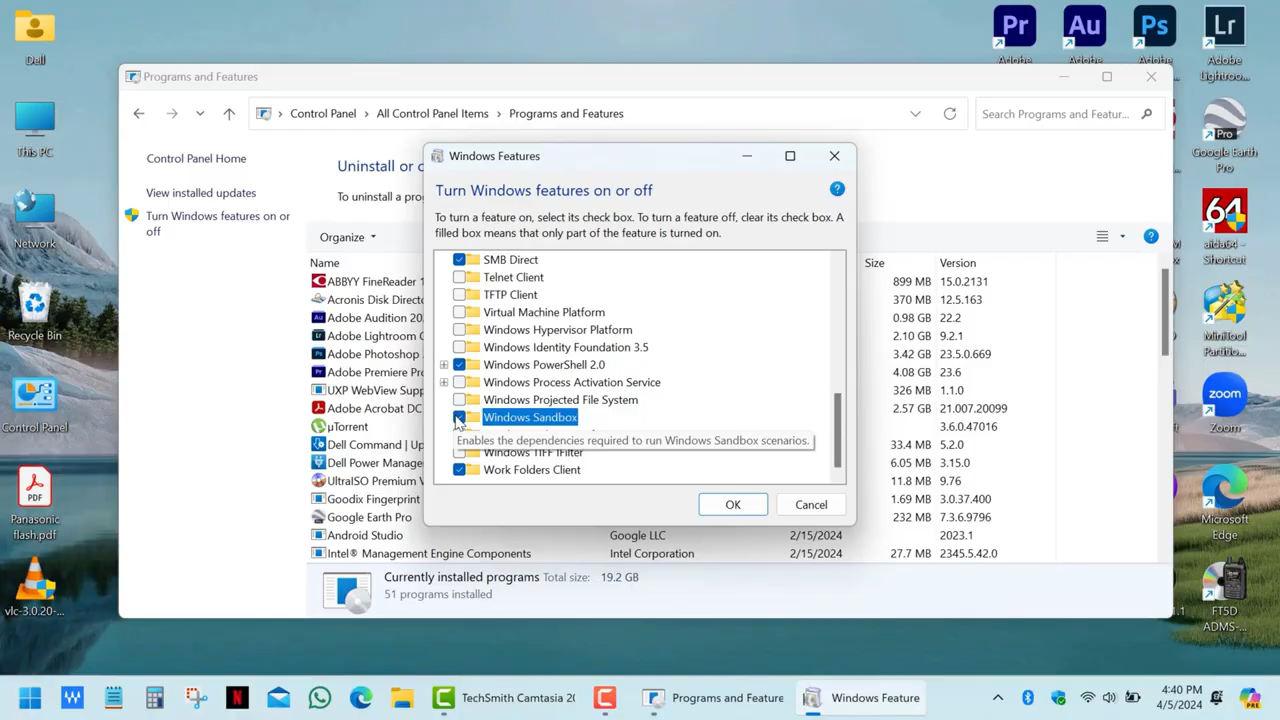 Dell
This PC
Network
Recycle Bin
Control Panel
PDF
Panasonic
flash.pdf
vlc-3.0.20-...
Pr
Adobe
Au
Adobe
Ps
Adobe
Lr
Adobe
Lightroo...
Pro
Google Earth
Pro
64
aida64 -
Shortcut
MiniTool
Partitio...
Zoom
Microsoft
Edge
FT5D
ADMS-...
Programs and Features
Control Panel > All Control Panel Items > Programs and Features
Search Programs and Featur...
Control Panel Home
View installed updates
Turn Windows features on or
off
Uninstall or c
To uninstall a pro
Organize
Name
Size
Version
ABBYY FineReader 1
899 MB
15.0.2131
Acronis Disk Directo
370 MB
12.5.163
Adobe Audition 20
0.98 GB
22.2
Adobe Lightroom C
2.10 GB
9.2.1
Adobe Photoshop
3.42 GB
23.5.0.669
Adobe Premiere Pr
4.08 GB
23.6
UXP WebView Supp
326 MB
1.1.0
Adobe Acrobat DC
2.57 GB
21.007.20099
µTorrent
3.6.0.47016
Dell Command | Up
33.4 MB
5.2.0
Dell Power Manage
6.05 MB
3.15.0
UltraISO Premium V
11.8 MB
9.76
Goodix Fingerprint
1.69 MB
3.0.37.400
Google Earth Pro
232 MB
7.3.6.9796
Android Studio
Google LLC
2/15/2024
2023.1
Intel® Management Engine Components
Intel Corporation
2/15/2024
27.7 MB
2345.5.42.0
Currently installed programs Total size: 19.2 GB
51 programs installed
Windows Features
Turn Windows features on or off
To turn a feature on, select its check box. To turn a feature off, clear its check box. A
filled box means that only part of the feature is turned on.
SMB Direct
Telnet Client
TFTP Client
Virtual Machine Platform
Windows Hypervisor Platform
Windows Identity Foundation 3.5
Windows PowerShell 2.0
Windows Process Activation Service
Windows Projected File System
Windows Sandbox
Enables the dependencies required to run Windows Sandbox scenarios.
Windows TIFF IFilter
Work Folders Client
OK
Cancel
TechSmith Camtasia 20
Programs and Feature
Windows Feature
4:40 PM
4/5/2024
PRE